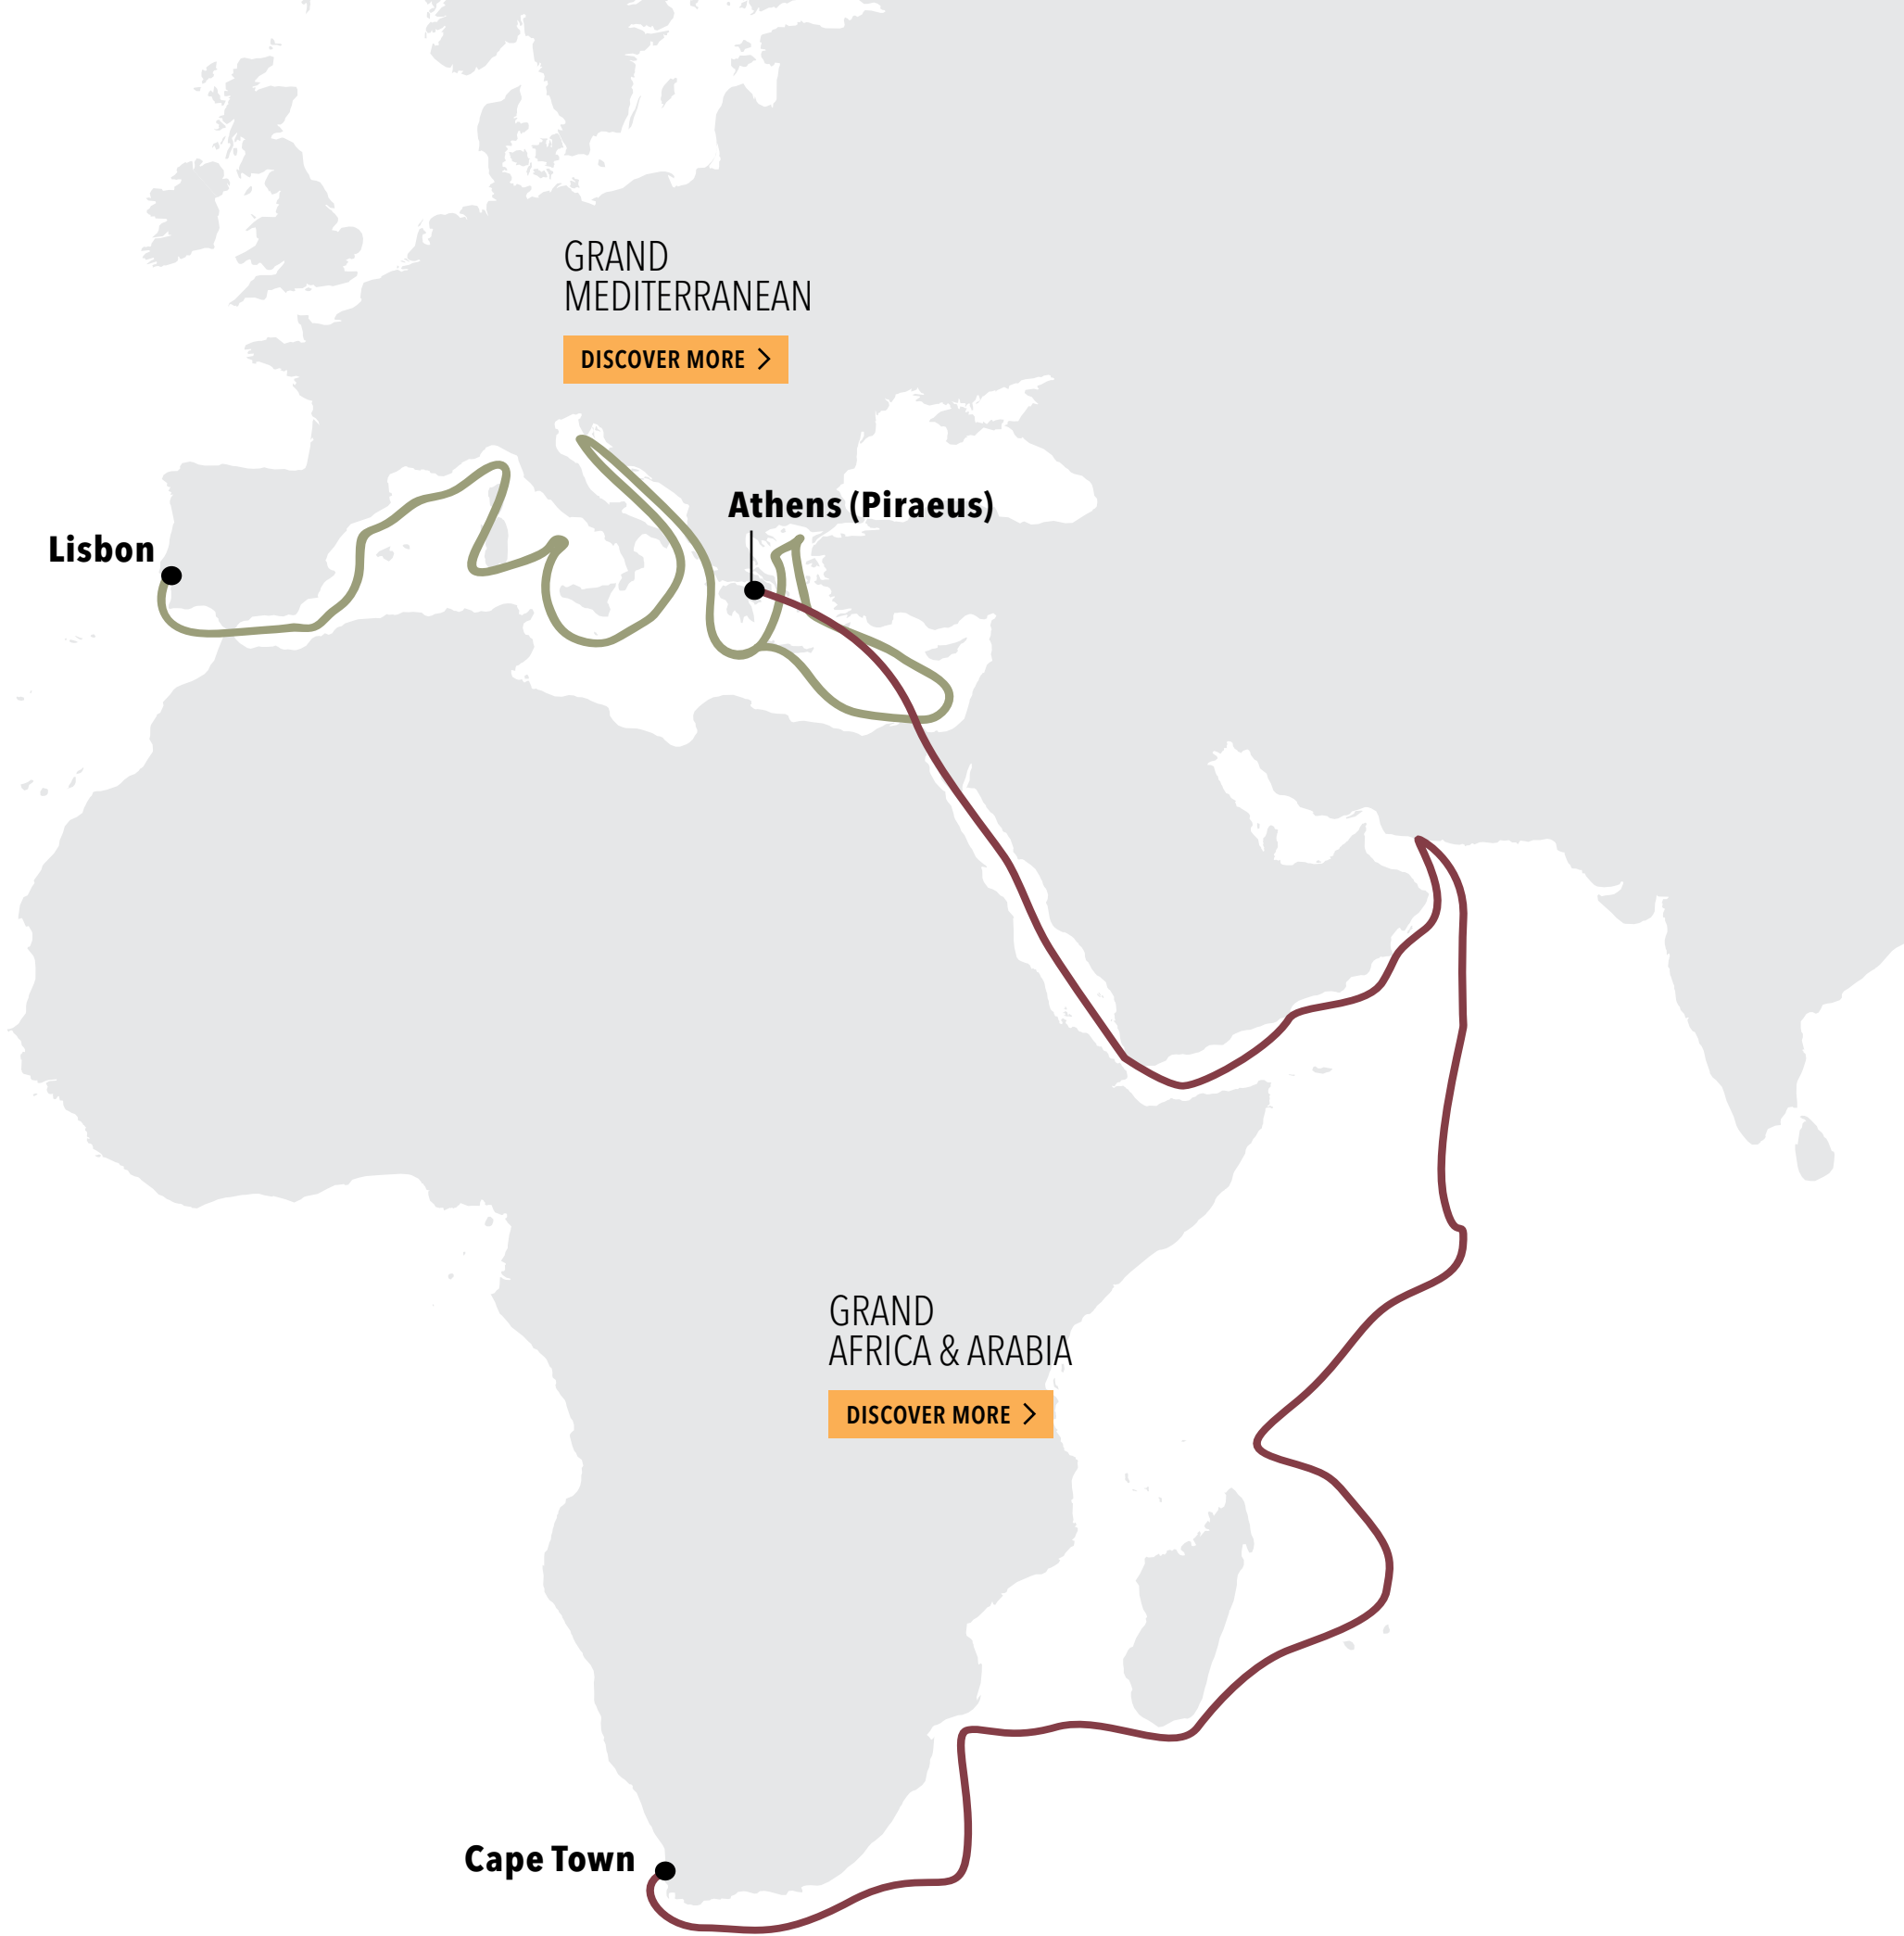 GRAND
MEDITERRANEAN
DISCOVER MORE
Athens (Piraeus)
Lisbon
GRAND
AFRICA & ARABIA
DISCOVER MORE
Cape Town